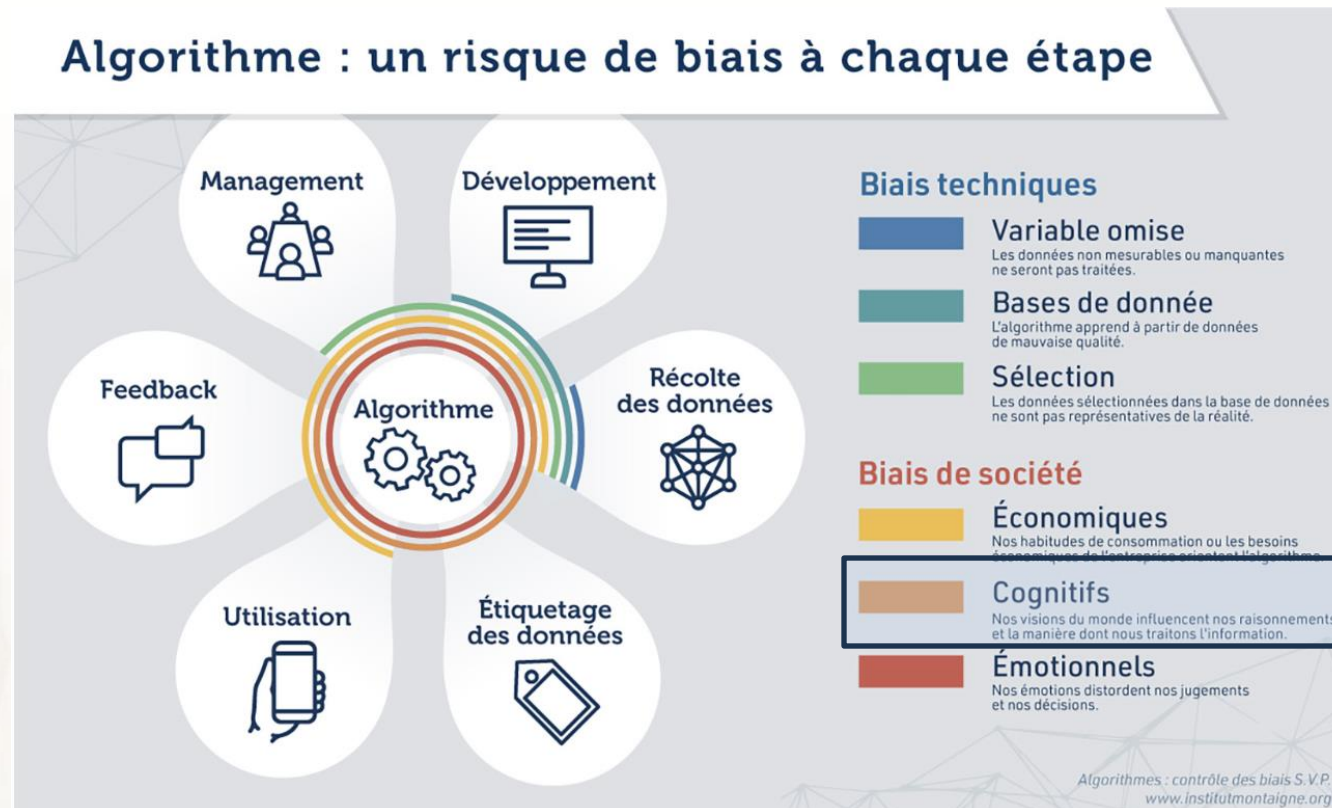 Algorithme : un risque de biais à chaque étape
Management
Développement
Feedback
Algorithme
Récolte
des données
Utilisation
Étiquetage
des données
Biais techniques
Variable omise
Les données non mesurables ou manquantes
ne seront pas traitées.
Bases de donnée
L'algorithme apprend à partir de données
de mauvaise qualité.
Sélection
Les données sélectionnées dans la base de données
ne sont pas représentatives de la réalité.
Biais de société
Économiques
Nos habitudes de consommation ou les besoins
économiques de l'entreprise orientent l'algorithme.
Cognitifs
Nos visions du monde influencent nos raisonnements
et la manière dont nous traitons l'information.
Émotionnels
Nos émotions distordent nos jugements
et nos décisions.
Algorithmes : contrôle des biais S.V.P.
www.institutmontaigne.org